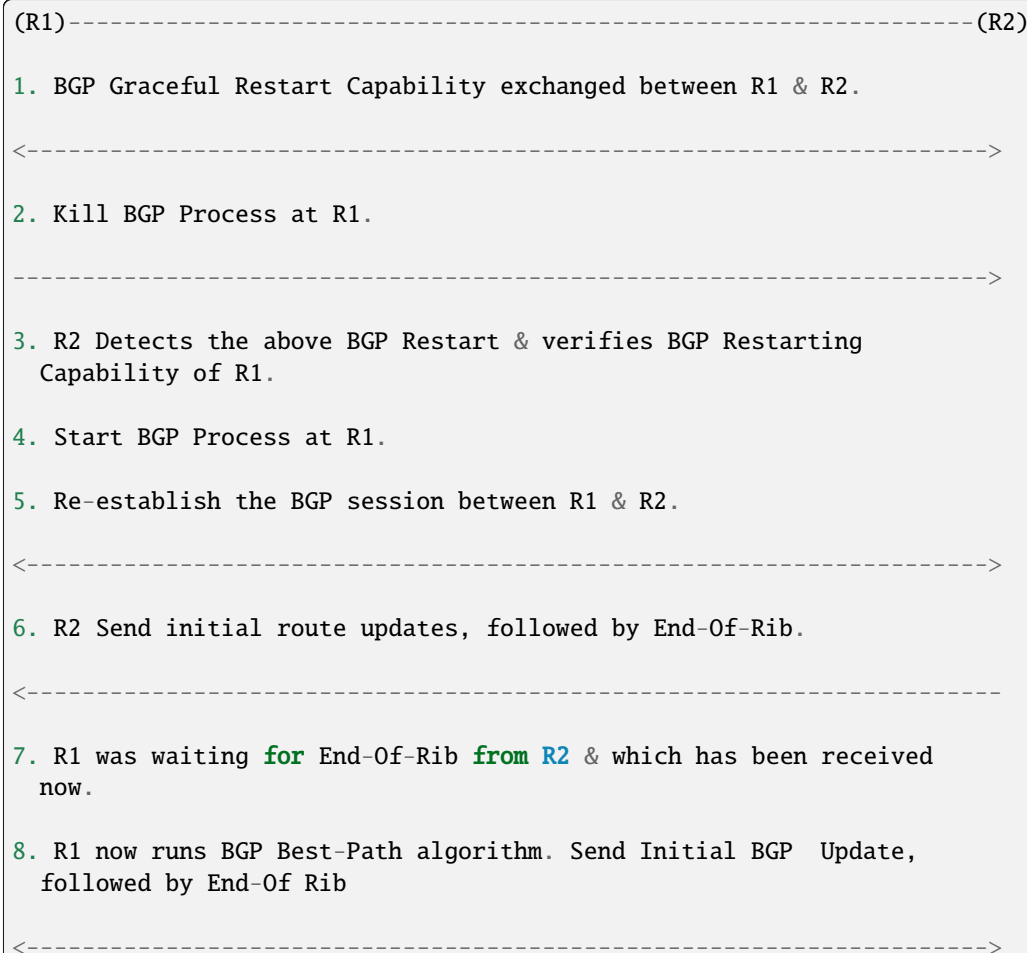 (R1)-----------------------------------------------------------------(R2)
1. BGP Graceful Restart Capability exchanged between R1 & R2.
<--------------------------------------------------------------------->
2. Kill BGP Process at R1.
---------------------------------------------------------------------->
3. R2 Detects the above BGP Restart & verifies BGP Restarting
Capability of R1.
4. Start BGP Process at R1.
5. Re-establish the BGP session between R1 & R2.
<--------------------------------------------------------------------->
6. R2 Send initial route updates, followed by End-Of-Rib.
<----------------------------------------------------------------------
7. R1 was waiting for End-Of-Rib from R2 & which has been received
now.
8. R1 now runs BGP Best-Path algorithm. Send Initial BGP  Update,
followed by End-Of Rib
<--------------------------------------------------------------------->